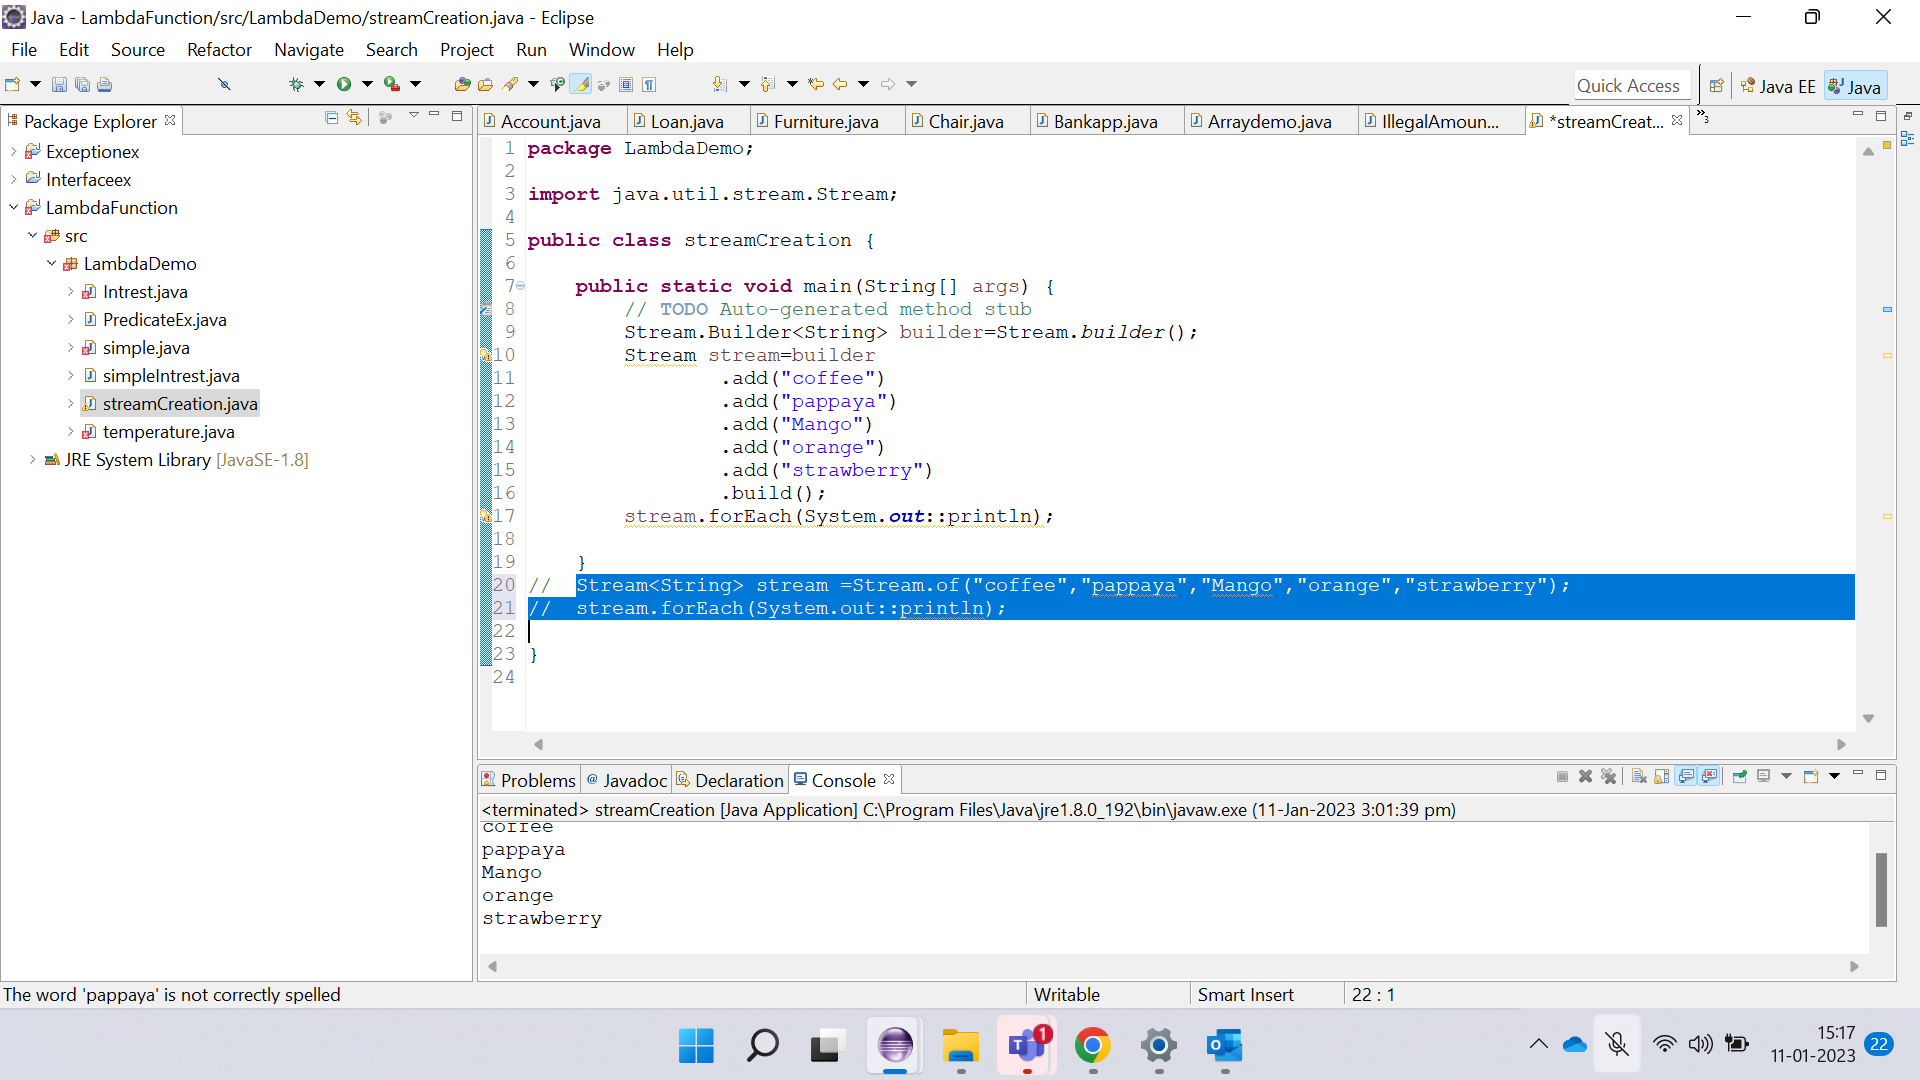 Java - LambdaFunction/src/LambdaDemo/streamCreation.java - Eclipse
File Edit Source Refactor Navigate Search Project Run Window Help
Quick Access Java EE Java
Package Explorer
Account.java Loan.java Furniture.java Chair.java Bankapp.java Arraydemo.java IllegalAmoun... *streamCreat... »3
Exceptionex
Interfaceex
LambdaFunction
src
LambdaDemo
Intrest.java
PredicateEx.java
simple.java
simpleIntrest.java
streamCreation.java
temperature.java
JRE System Library [JavaSE-1.8]
1 package LambdaDemo;
2
3 import java.util.stream.Stream;
4
5 public class streamCreation {
6
7 public static void main(String[] args) {
8 // TODO Auto-generated method stub
9 Stream.Builder<String> builder=Stream.builder();
10 Stream stream=builder
11 .add("coffee")
12 .add("pappaya")
13 .add("Mango")
14 .add("orange")
15 .add("strawberry")
16 .build();
17 stream.forEach(System.out::println);
18
19 }
20 // Stream<String> stream =Stream.of("coffee","pappaya","Mango","orange","strawberry");
21 // stream.forEach(System.out::println);
22
23 }
24
Problems @ Javadoc Declaration Console
<terminated> streamCreation [Java Application] C:\Program Files\Java\jre1.8.0_192\bin\javaw.exe (11-Jan-2023 3:01:39 pm)
coffee
pappaya
Mango
orange
strawberry
The word 'pappaya' is not correctly spelled Writable Smart Insert 22 : 1
1
15:17
11-01-2023
22